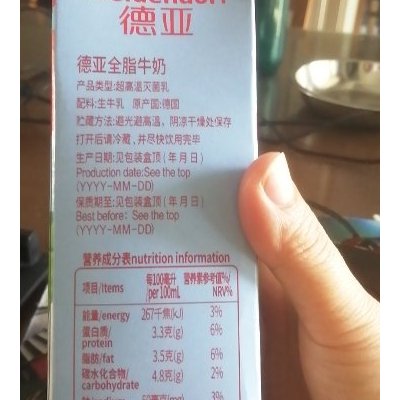 德亚
德亚全脂牛奶
产品类型:超高温灭菌乳
配料:生牛乳 原产国:德国
贮藏方法:避光避高温、阴凉干燥处保存
打开后请冷藏、并尽快饮用完毕
生产日期:见包装盒顶(年月日)
Production date:See the top
(YYYY-MM-DD)
保质期至:见包装盒顶(年月日)
Best before: See the top
(YYYY-MM-DD)
营养成分表nutrition information
项目/Items 每100毫升 per 100mL 营养素参考值%/ NRV%
能量/energy 267千焦(kJ) 3%
蛋白质/ protein 3.3克(g) 6%
脂肪/fat 3.5克(g) 6%
碳水化合物/ carbohydrate 4.8克(g) 2%